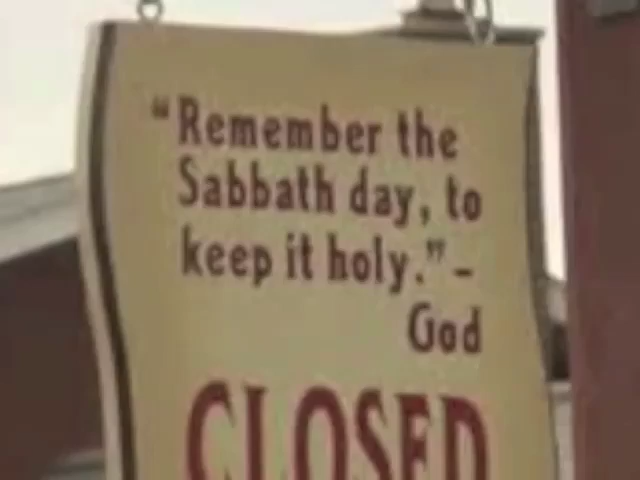 "Remember the
Sabbath day, to
keep it holy." -
God
CLOSED